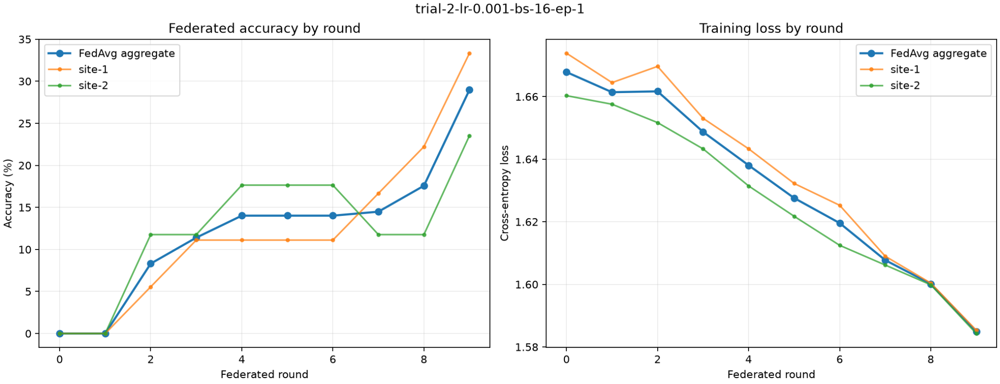 trial-2-lr-0.001-bs-16-ep-1
Federated accuracy by round
Accuracy (%)
35
30
25
20
15
10
5
0
FedAvg aggregate
site-1
site-2
0 2 4 6 8
Federated round
Training loss by round
Cross-entropy loss
1.66
1.64
1.62
1.60
1.58
FedAvg aggregate
site-1
site-2
0 2 4 6 8
Federated round